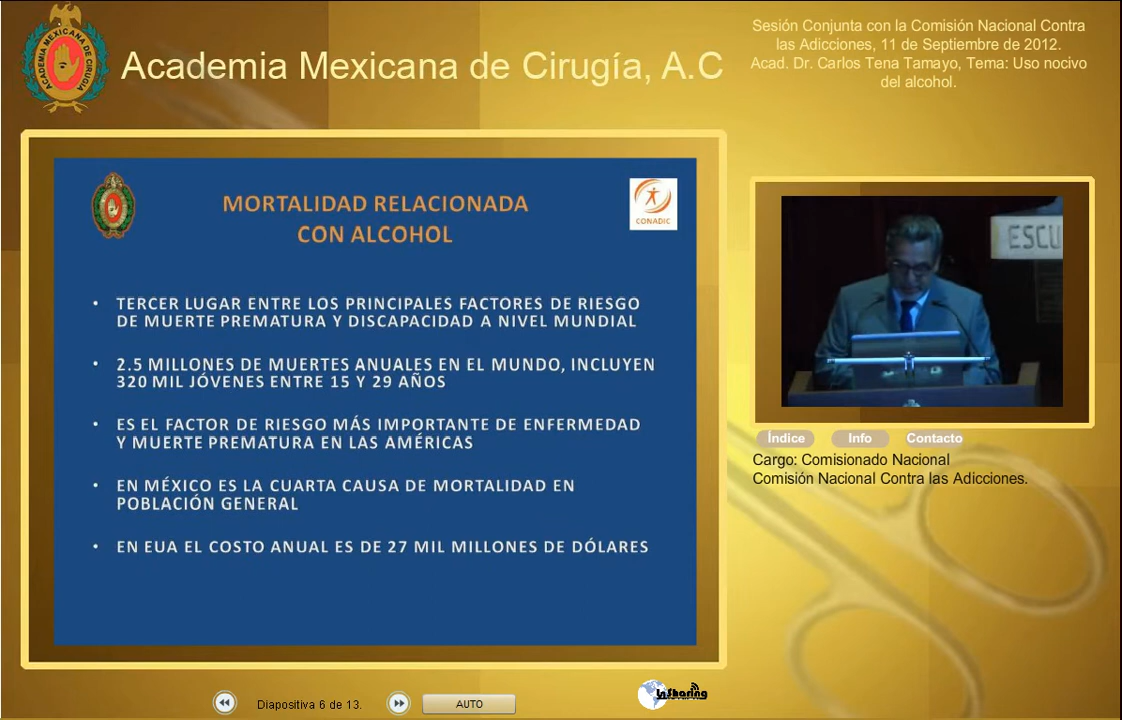 ACADEMIA MEXICANA DE CIRUGÍA
Academia Mexicana de Cirugía, A.C
Sesión Conjunta con la Comisión Nacional Contra
las Adicciones, 11 de Septiembre de 2012.
Acad. Dr. Carlos Tena Tamayo, Tema: Uso nocivo
del alcohol.
MORTALIDAD RELACIONADA
CON ALCOHOL
CONADIC
• TERCER LUGAR ENTRE LOS PRINCIPALES FACTORES DE RIESGO
DE MUERTE PREMATURA Y DISCAPACIDAD A NIVEL MUNDIAL
• 2.5 MILLONES DE MUERTES ANUALES EN EL MUNDO, INCLUYEN
320 MIL JÓVENES ENTRE 15 Y 29 AÑOS
• ES EL FACTOR DE RIESGO MÁS IMPORTANTE DE ENFERMEDAD
Y MUERTE PREMATURA EN LAS AMÉRICAS
• EN MÉXICO ES LA CUARTA CAUSA DE MORTALIDAD EN
POBLACIÓN GENERAL
• EN EUA EL COSTO ANUAL ES DE 27 MIL MILLONES DE DÓLARES
ESCU
Índice Info Contacto
Cargo: Comisionado Nacional
Comisión Nacional Contra las Adicciones.
Diapositiva 6 de 13.
AUTO
InSharing